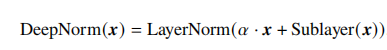 DeepNorm(x) = LayerNorm(α · x + Sublayer(x))